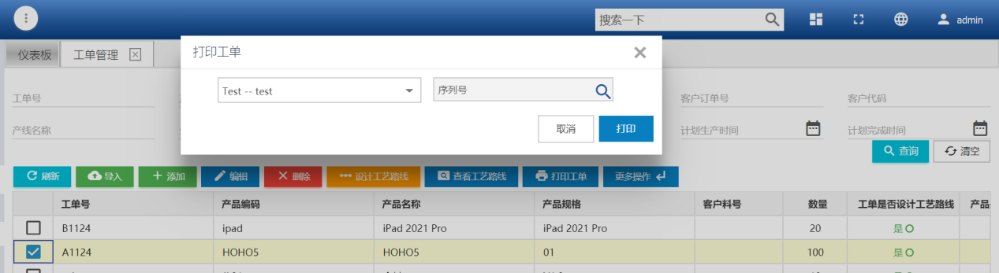 搜索一下
admin
仪表板 工单管理
打印工单
Test -- test 序列号
取消 打印
工单号 客户订单号 客户代码
产线名称 计划生产时间 计划完成时间
查询 清空
刷新 导入 添加 编辑 删除 设计工艺路线 查看工艺路线 打印工单 更多操作
工单号 产品编码 产品名称 产品规格 客户料号 数量 工单是否设计工艺路线 产品
B1124 ipad iPad 2021 Pro iPad 2021 Pro 20 是
A1124 HOHO5 HOHO5 01 100 是